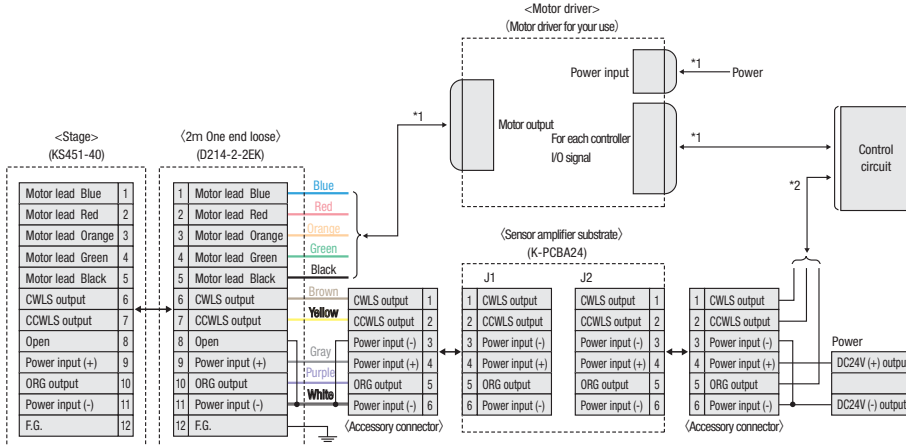 <Motor driver>
(Motor driver for your use)
Power input
*1
Power
Motor output
*1
For each controller
I/O signal
*1
Control
circuit
*2
<Stage>
(KS451-40)
Motor lead Blue 1
Motor lead Red 2
Motor lead Orange 3
Motor lead Green 4
Motor lead Black 5
CWLS output 6
CCWLS output 7
Open 8
Power input (+) 9
ORG output 10
Power input (-) 11
F.G. 12
〈2m One end loose〉
(D214-2-2EK)
1 Motor lead Blue
2 Motor lead Red
3 Motor lead Orange
4 Motor lead Green
5 Motor lead Black
6 CWLS output
7 CCWLS output
8 Open
9 Power input (+)
10 ORG output
11 Power input (-)
12 F.G.
Blue
Red
Orange
Green
Black
Brown
Yellow
Gray
Purple
White
CWLS output 1
CCWLS output 2
Power input (-) 3
Power input (+) 4
ORG output 5
Power input (-) 6
〈Accessory connector〉
〈Sensor amplifier substrate〉
(K-PCBA24)
J1
1 CWLS output
2 CCWLS output
3 Power input (-)
4 Power input (+)
5 ORG output
6 Power input (-)
J2
CWLS output 1
CCWLS output 2
Power input (-) 3
Power input (+) 4
ORG output 5
Power input (-) 6
1 CWLS output
2 CCWLS output
3 Power input (-)
4 Power input (+)
5 ORG output
6 Power input (-)
〈Accessory connector〉
Power
DC24V (+) output
DC24V (-) output